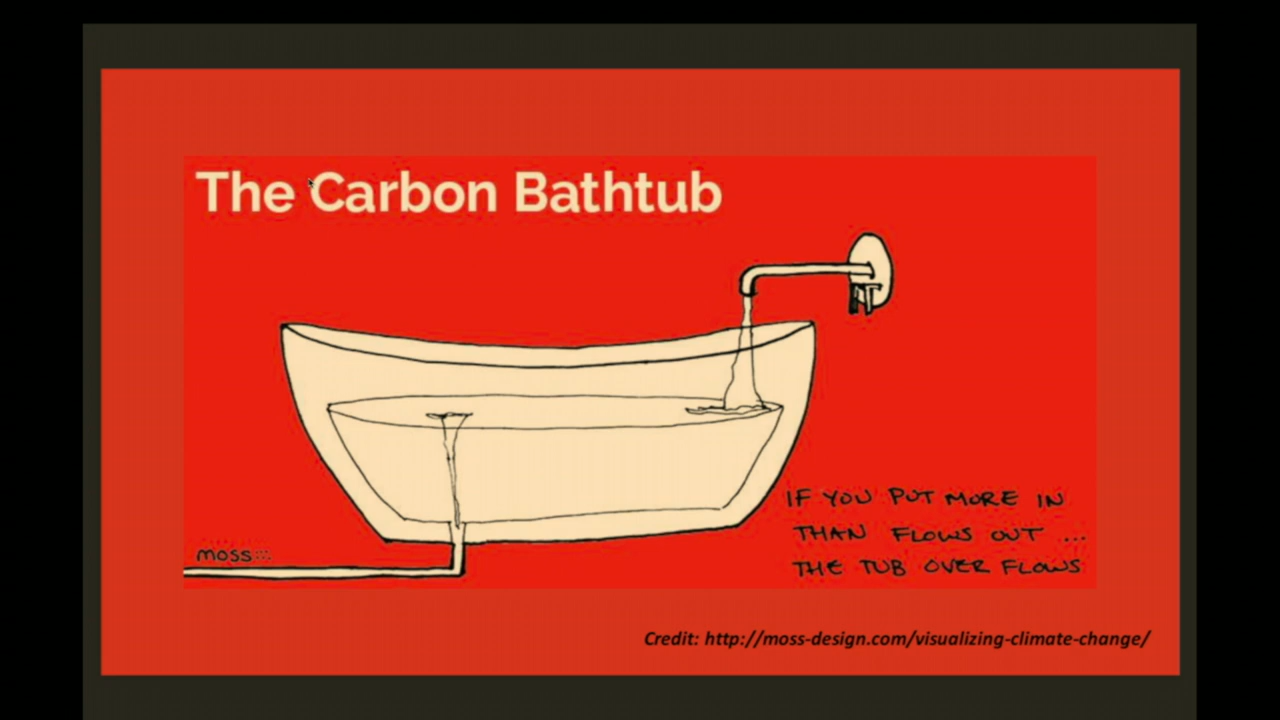 The Carbon Bathtub
IF YOU PUT MORE IN
THAN FLOWS OUT ...
THE TUB OVER FLOWS
moss:::
Credit: http://moss-design.com/visualizing-climate-change/